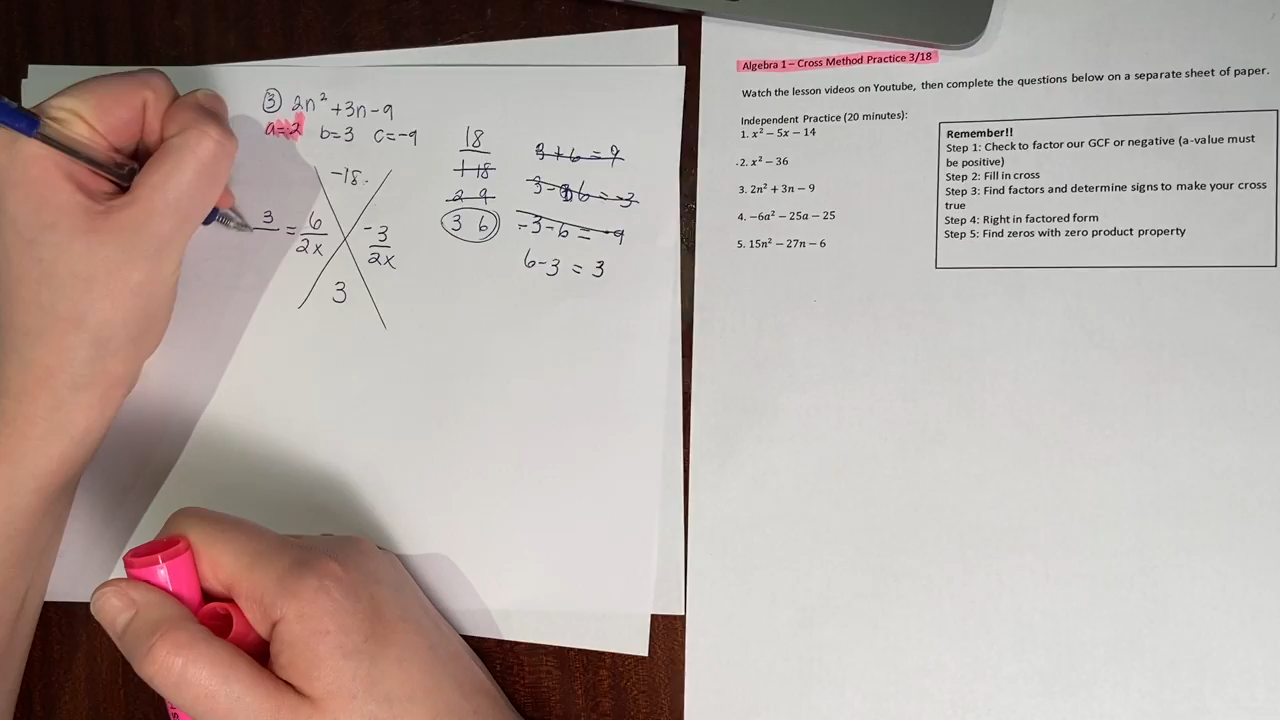 ③ 2n² + 3n - 9
a=2 b=3 c=-9
-18
3 = 6/2x
-3/2x
3
18
1 18
2 9
3 6
3 + 6 = 9
3 - 6 = -3
-3 - 6 = -9
6 - 3 = 3
Algebra 1 – Cross Method Practice 3/18
Watch the lesson videos on Youtube, then complete the questions below on a separate sheet of paper.
Independent Practice (20 minutes):
1. x² − 5x − 14
2. x² − 36
3. 2n² + 3n − 9
4. −6a² − 25a − 25
5. 15n² − 27n − 6
Remember!!
Step 1: Check to factor our GCF or negative (a-value must
be positive)
Step 2: Fill in cross
Step 3: Find factors and determine signs to make your cross
true
Step 4: Right in factored form
Step 5: Find zeros with zero product property